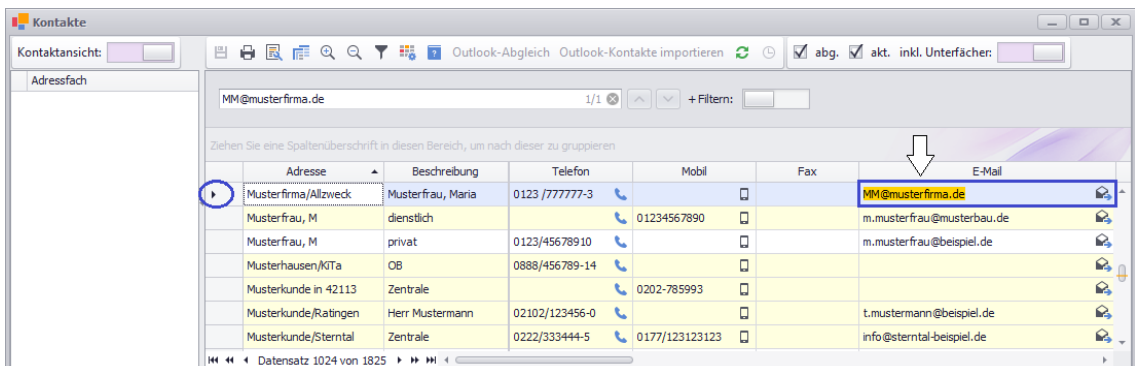 Kontakte
Kontaktansicht: Outlook-Abgleich Outlook-Kontakte importieren abg. akt. inkl. Unterfächer:
Adressfach
MM@musterfirma.de 1/1 + Filtern:
Ziehen Sie eine Spaltenüberschrift in diesen Bereich, um nach dieser zu gruppieren
Adresse Beschreibung Telefon Mobil Fax E-Mail
Musterfirma/Allzweck Musterfrau, Maria 0123 /777777-3 MM@musterfirma.de
Musterfrau, M dienstlich 01234567890 m.musterfrau@musterbau.de
Musterfrau, M privat 0123/45678910 m.musterfrau@beispiel.de
Musterhausen/KiTa OB 0888/456789-14
Musterkunde in 42113 Zentrale 0202-785993
Musterkunde/Ratingen Herr Mustermann 02102/123456-0 t.mustermann@beispiel.de
Musterkunde/Sterntal Zentrale 0222/333444-5 0177/123123123 info@sterntal-beispiel.de
Datensatz 1024 von 1825